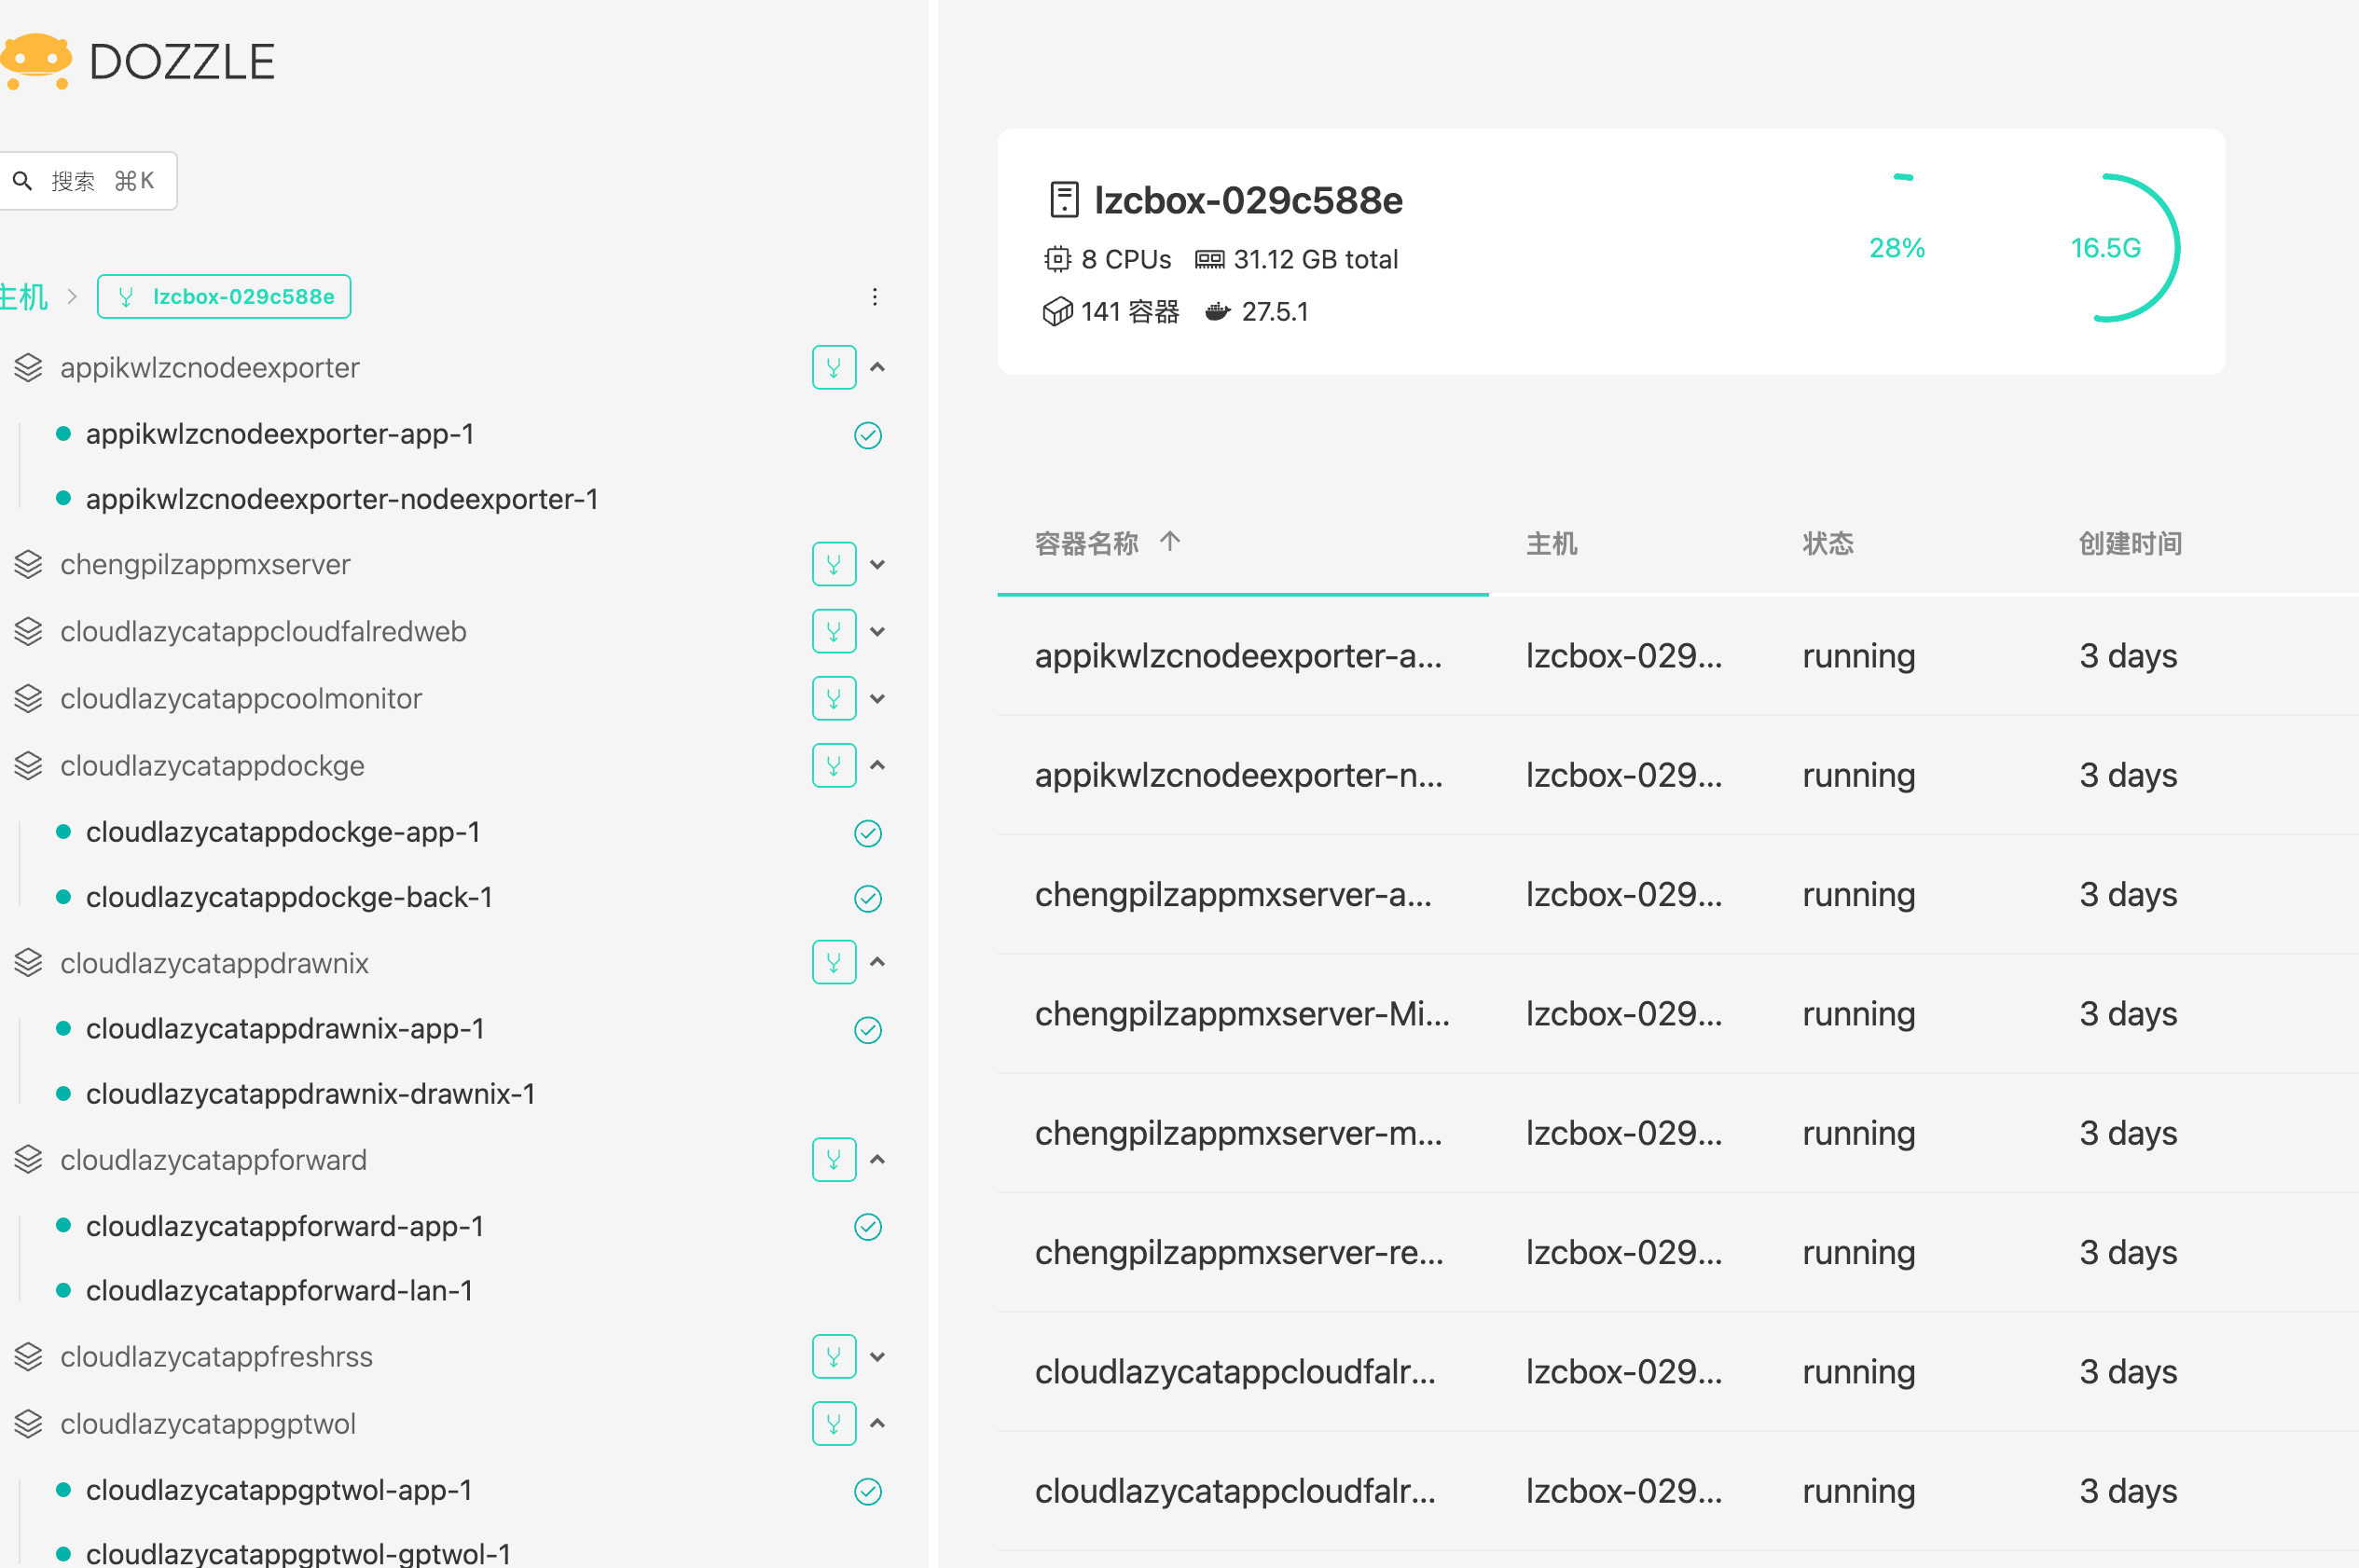 DOZZLE
搜索 ⌘K
主机 > lzcbox-029c588e
appikwlzcnodeexporter
appikwlzcnodeexporter-app-1
appikwlzcnodeexporter-nodeexporter-1
chengpilzappmxserver
cloudlazycatappcloudfalredweb
cloudlazycatappcoolmonitor
cloudlazycatappdockge
cloudlazycatappdockge-app-1
cloudlazycatappdockge-back-1
cloudlazycatappdrawnix
cloudlazycatappdrawnix-app-1
cloudlazycatappdrawnix-drawnix-1
cloudlazycatappforward
cloudlazycatappforward-app-1
cloudlazycatappforward-lan-1
cloudlazycatappfreshrss
cloudlazycatappgptwol
cloudlazycatappgptwol-app-1
cloudlazycatappgptwol-gptwol-1
lzcbox-029c588e
8 CPUs 31.12 GB total
141 容器 27.5.1
28%
16.5G
容器名称 ↑ 主机 状态 创建时间
appikwlzcnodeexporter-a... lzcbox-029... running 3 days
appikwlzcnodeexporter-n... lzcbox-029... running 3 days
chengpilzappmxserver-a... lzcbox-029... running 3 days
chengpilzappmxserver-Mi... lzcbox-029... running 3 days
chengpilzappmxserver-m... lzcbox-029... running 3 days
chengpilzappmxserver-re... lzcbox-029... running 3 days
cloudlazycatappcloudfalr... lzcbox-029... running 3 days
cloudlazycatappcloudfalr... lzcbox-029... running 3 days